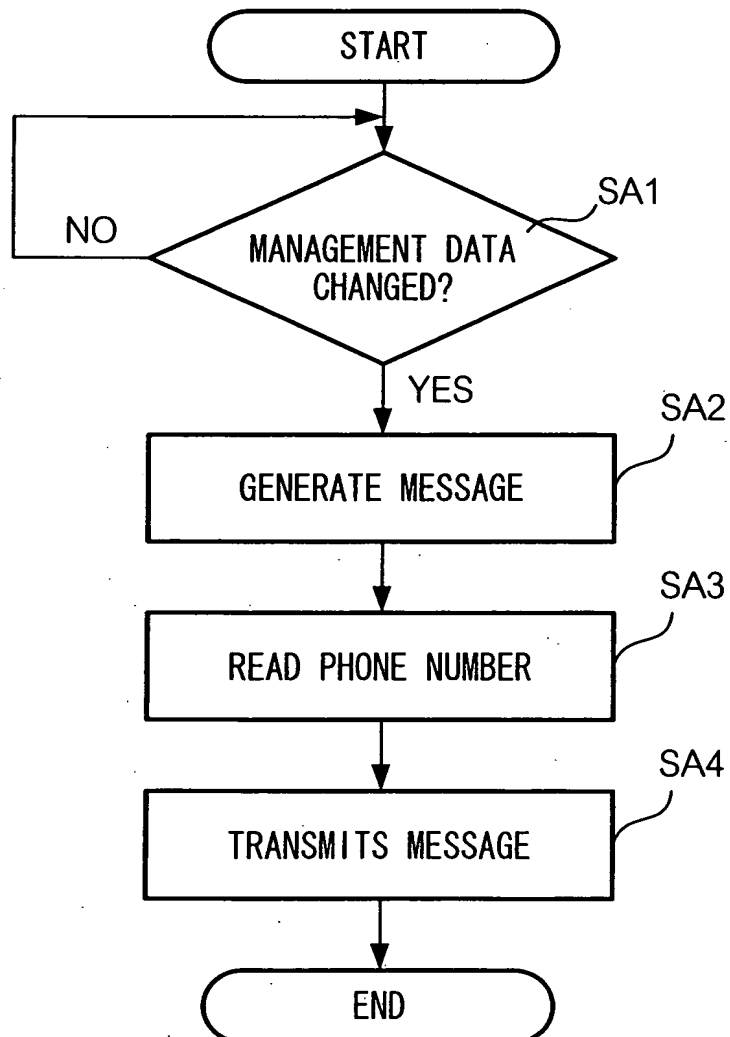 START
SA1
NO
MANAGEMENT DATA
CHANGED?
YES
SA2
GENERATE MESSAGE
SA3
READ PHONE NUMBER
SA4
TRANSMITS MESSAGE
END